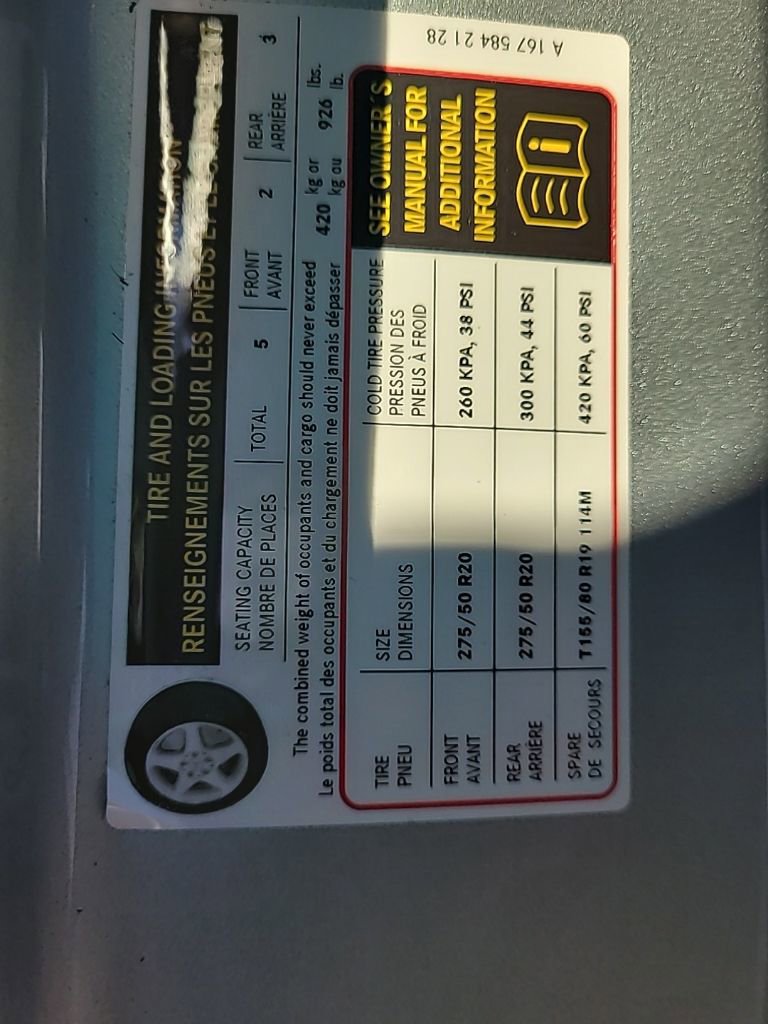 TIRE AND LOADING INFORMATION
RENSEIGNEMENTS SUR LES PNEUS ET LE
SEATING CAPACITY TOTAL 5 FRONT 2 REAR 3
NOMBRE DE PLACES AVANT ARRIÈRE
The combined weight of occupants and cargo should never exceed 420 kg or 926 lbs.
Le poids total des occupants et du chargement ne doit jamais dépasser kg ou lb.
TIRE SIZE COLD TIRE PRESSURE
PNEU DIMENSIONS PRESSION DES
PNEUS À FROID
FRONT 275/50 R20 260 KPA, 38 PSI
AVANT
REAR 275/50 R20 300 KPA, 44 PSI
ARRIÈRE
SPARE T155/80 R19 114M 420 KPA, 60 PSI
DE SECOURS
SEE OWNER´S
MANUAL FOR
ADDITIONAL
INFORMATION
A 167 584 21 28